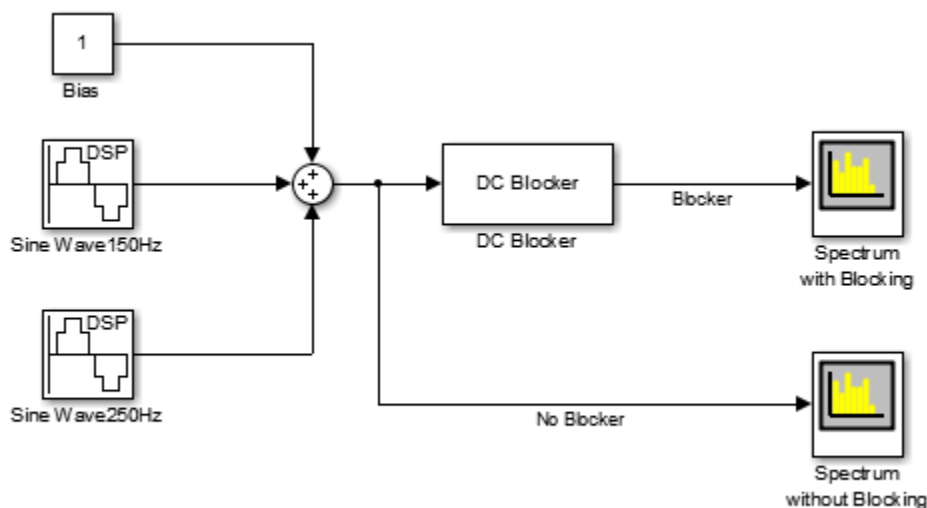 1
Bias
DSP
Sine Wave150Hz
DC Blocker
DC Blocker
Blocker
Spectrum
with Blocking
DSP
Sine Wave250Hz
No Blocker
Spectrum
without Blocking